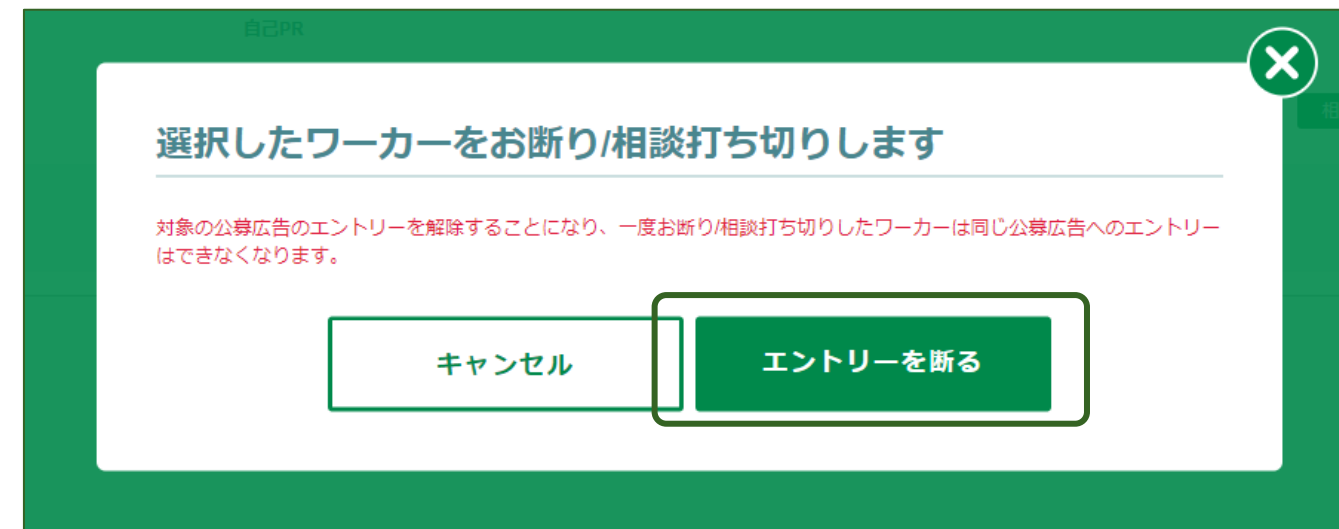 自己PR
選択したワーカーをお断り/相談打ち切りします
対象の公募広告のエントリーを解除することになり、一度お断り/相談打ち切りしたワーカーは同じ公募広告へのエントリー
はできなくなります。
キャンセル
エントリーを断る